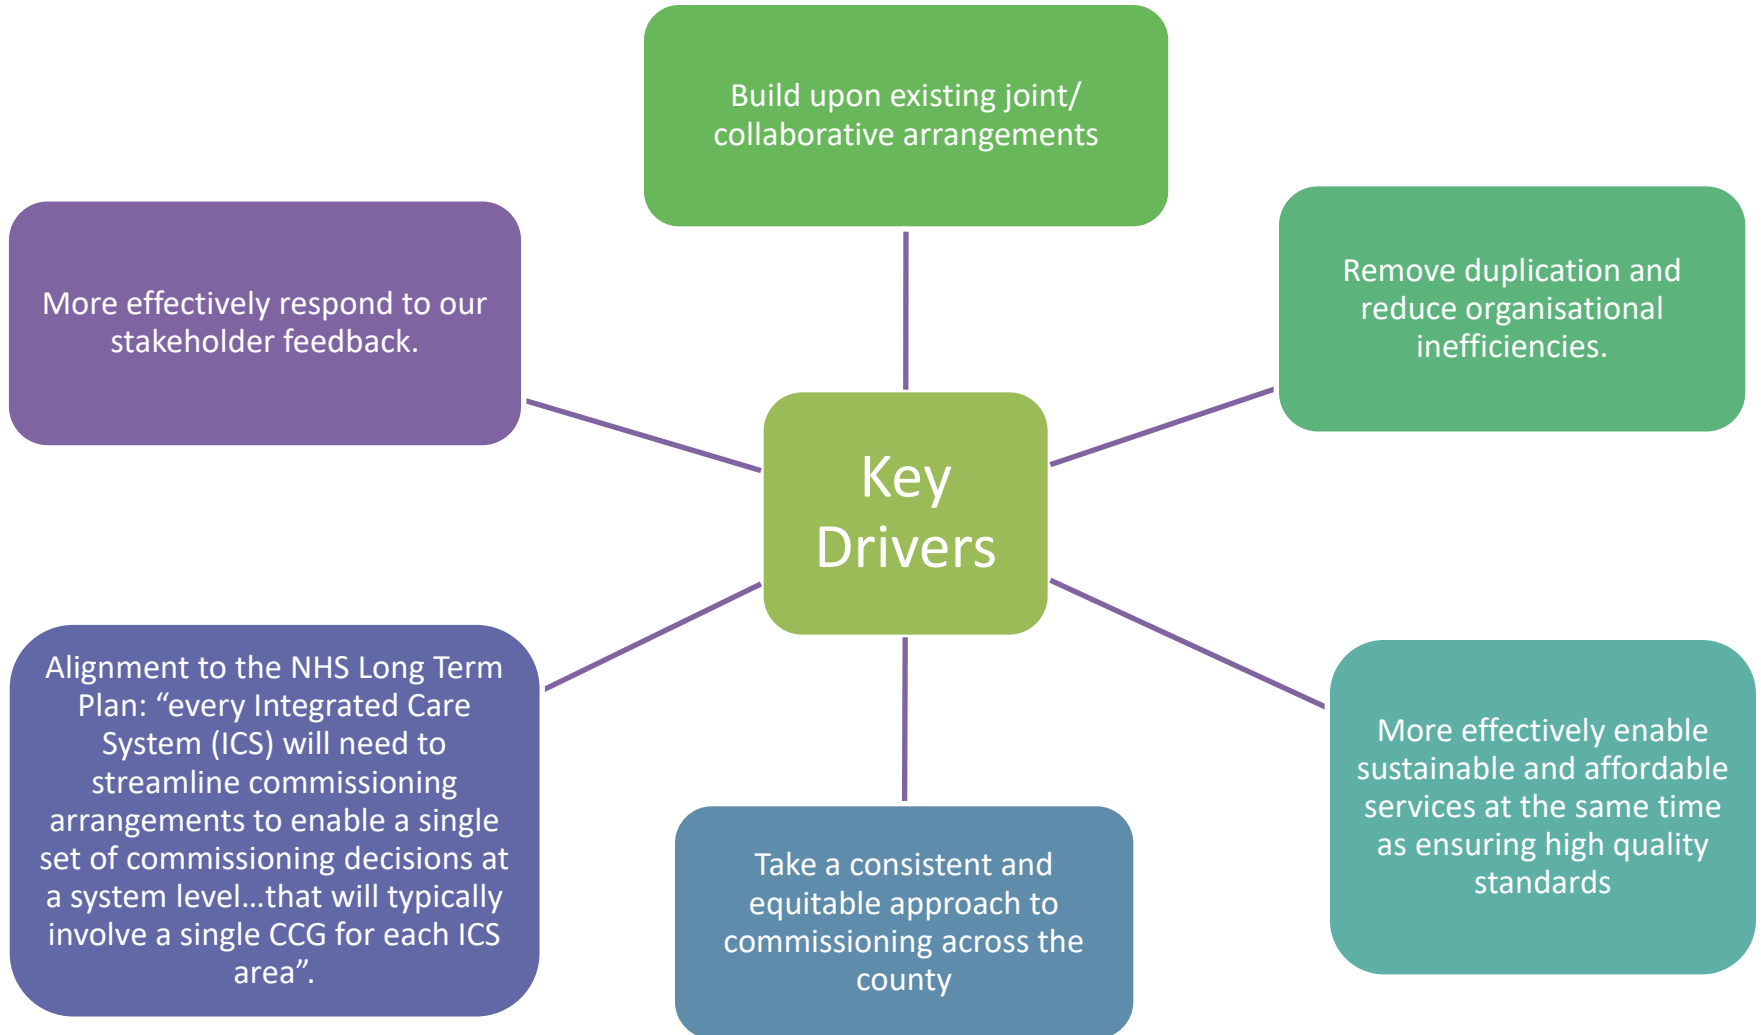 Build upon existing joint/
collaborative arrangements
Remove duplication and
reduce organisational
inefficiencies.
More effectively respond to our
stakeholder feedback.
Key
Drivers
Alignment to the NHS Long Term
Plan: “every Integrated Care
System (ICS) will need to
streamline commissioning
arrangements to enable a single
set of commissioning decisions at
a system level…that will typically
involve a single CCG for each ICS
area”.
More effectively enable
sustainable and affordable
services at the same time
as ensuring high quality
standards
Take a consistent and
equitable approach to
commissioning across the
county